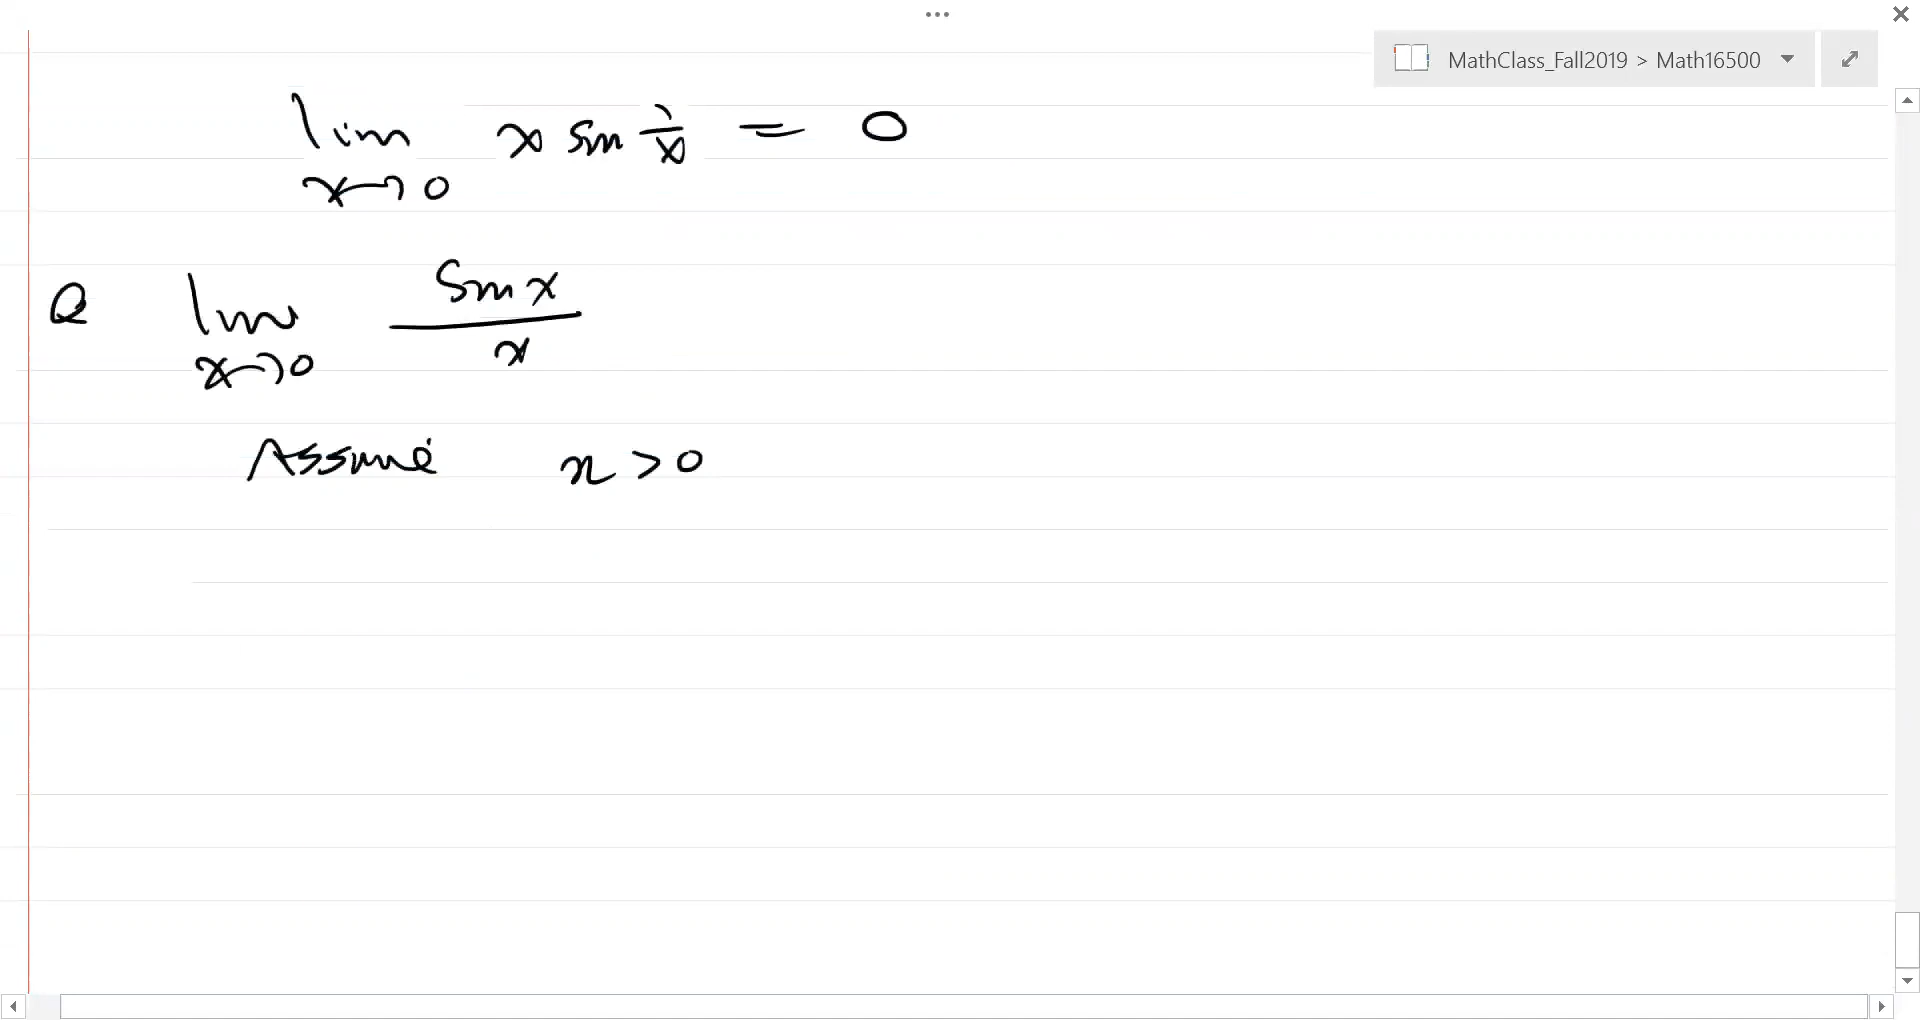 MathClass_Fall2019 > Math16500
lim x→0 x sin 1/x = 0
Q lim x→0 sin x / x
Assume x > 0